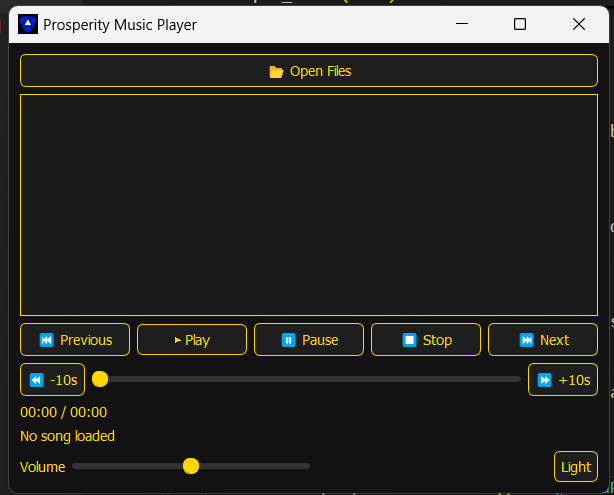 Prosperity Music Player
Open Files
Previous Play Pause Stop Next
-10s +10s
00:00 / 00:00
No song loaded
Volume Light